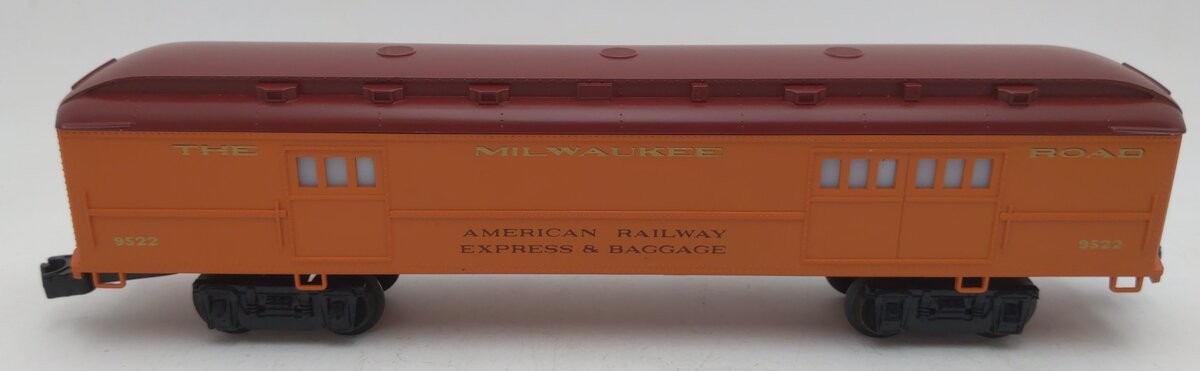 THE MILWAUKEE ROAD
9522 AMERICAN RAILWAY 9522
EXPRESS & BAGGAGE